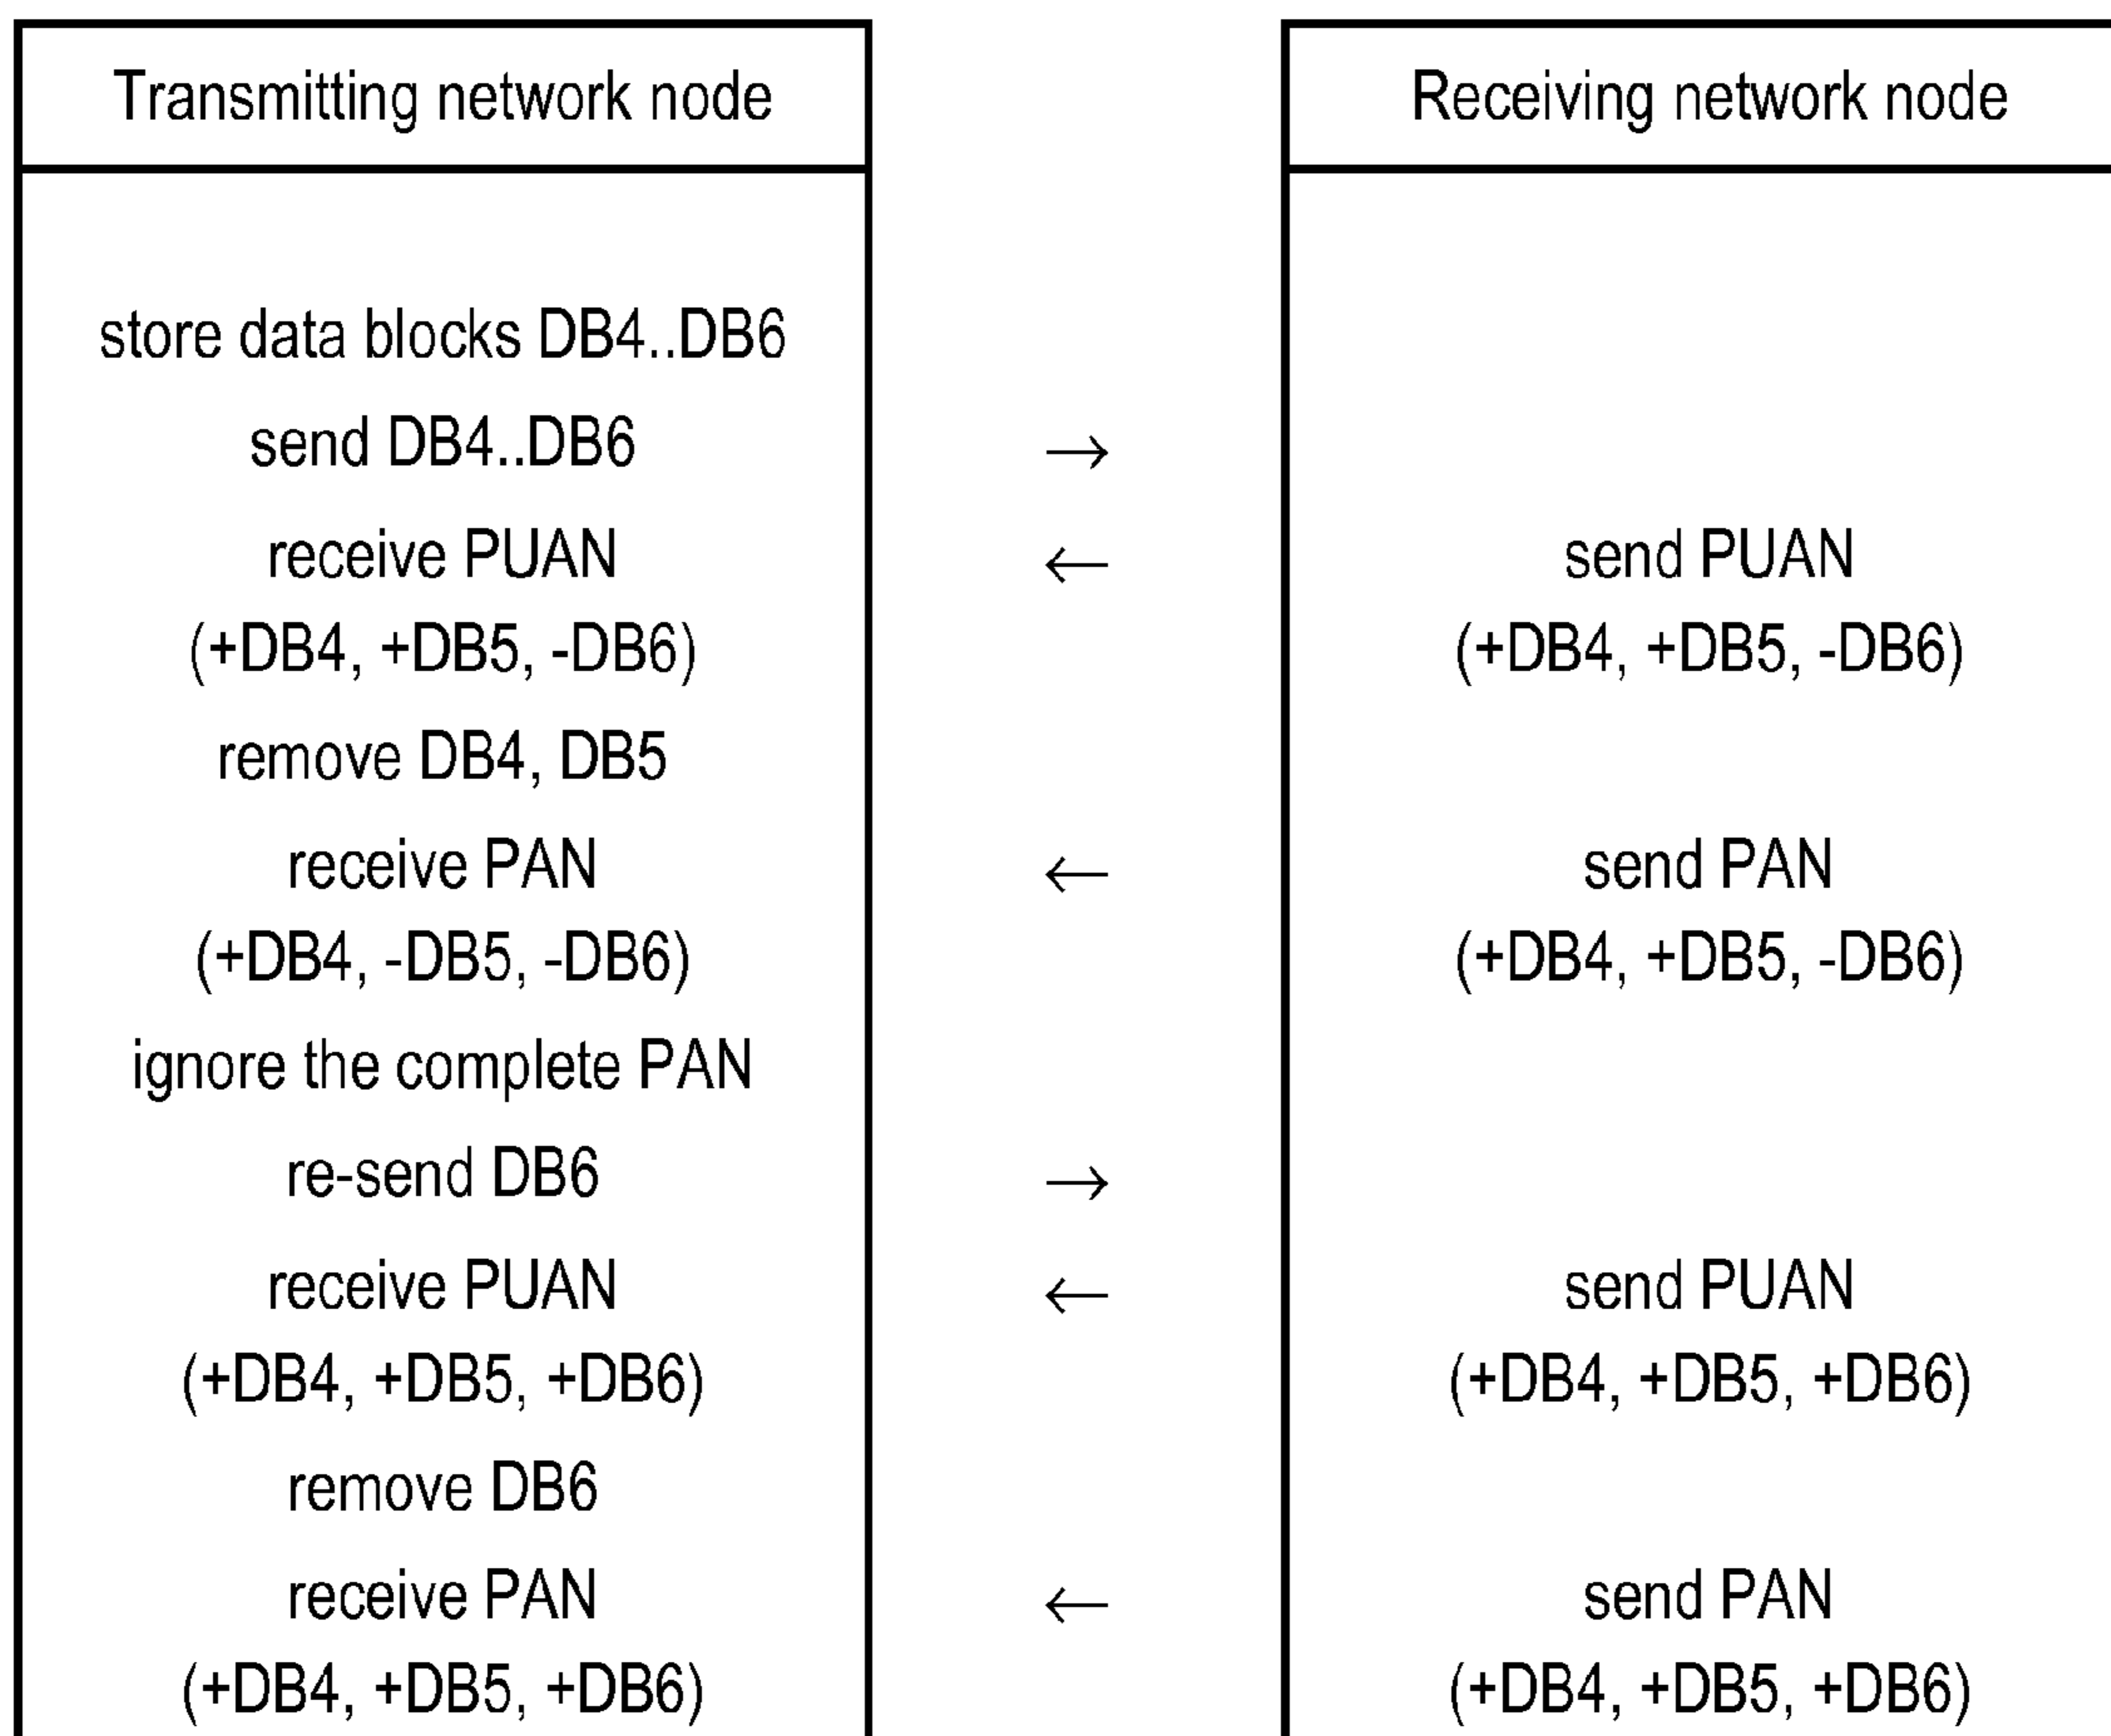 Transmitting network node
Receiving network node
store data blocks DB4..DB6
send DB4..DB6
→
receive PUAN
←
send PUAN
(+DB4, +DB5, -DB6)
(+DB4, +DB5, -DB6)
remove DB4, DB5
receive PAN
←
send PAN
(+DB4, -DB5, -DB6)
(+DB4, +DB5, -DB6)
ignore the complete PAN
re-send DB6
→
receive PUAN
←
send PUAN
(+DB4, +DB5, +DB6)
(+DB4, +DB5, +DB6)
remove DB6
receive PAN
←
send PAN
(+DB4, +DB5, +DB6)
(+DB4, +DB5, +DB6)